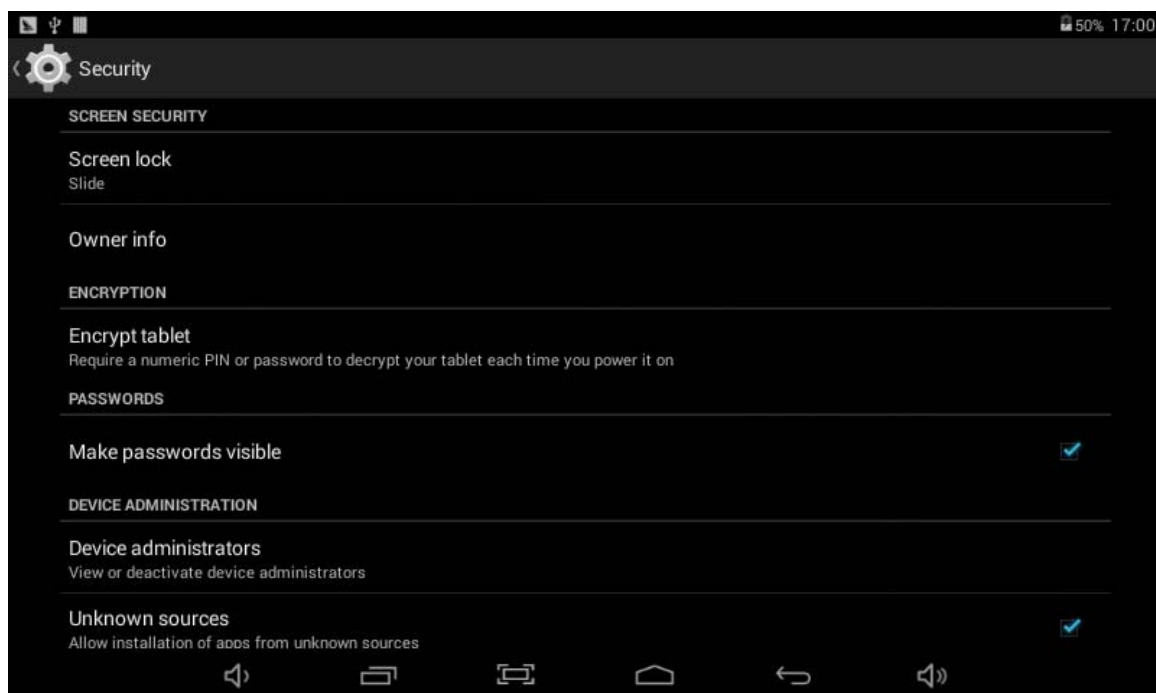 50% 17:00
Security
SCREEN SECURITY
Screen lock
Slide
Owner info
ENCRYPTION
Encrypt tablet
Require a numeric PIN or password to decrypt your tablet each time you power it on
PASSWORDS
Make passwords visible
DEVICE ADMINISTRATION
Device administrators
View or deactivate device administrators
Unknown sources
Allow installation of apps from unknown sources